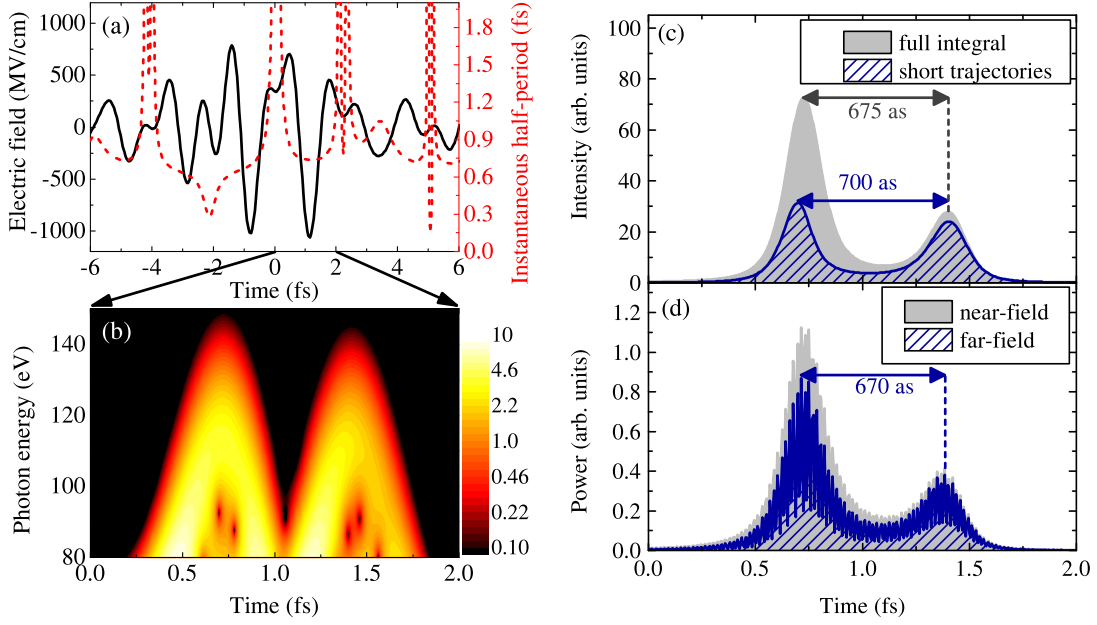 (a)
Electric field (MV/cm)
1000
500
0
-500
-1000
Instantaneous half-period (fs)
1.8
1.5
1.2
0.9
0.6
0.3
0.0
-6 -4 -2 0 2 4 6
Time (fs)
(b)
Photon energy (eV)
140
120
100
80
10
4.6
2.2
1.0
0.46
0.22
0.10
0.0 0.5 1.0 1.5 2.0
Time (fs)
(c)
full integral
short trajectories
675 as
700 as
Intensity (arb. units)
100
80
60
40
20
0
(d)
near-field
far-field
670 as
Power (arb. units)
1.2
1.0
0.8
0.6
0.4
0.2
0.0
0.0 0.5 1.0 1.5 2.0
Time (fs)